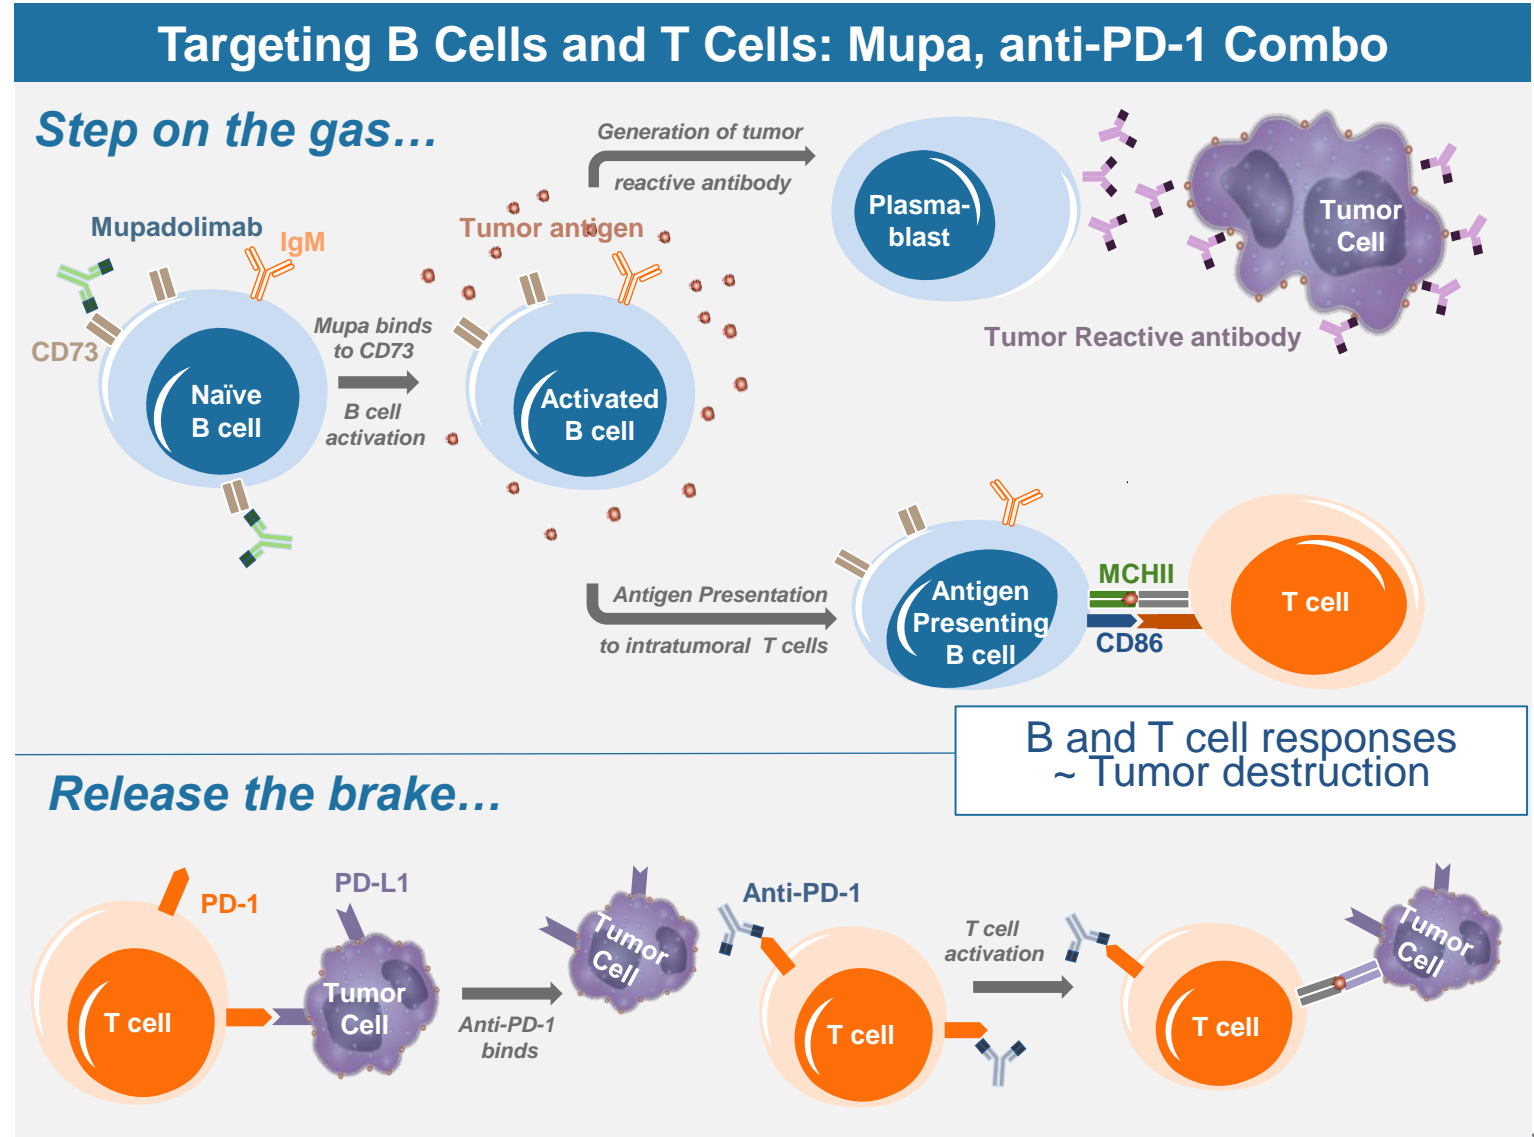 Targeting B Cells and T Cells: Mupa, anti-PD-1 Combo
Step on the gas…
Generation of tumor
reactive antibody
Mupadolimab
IgM
Tumor antigen
CD73
Naïve
B cell
Mupa binds
to CD73
B cell
activation
Activated
B cell
Plasma-
blast
Tumor
Cell
Tumor Reactive antibody
Antigen Presentation
to intratumoral T cells
Antigen
Presenting
B cell
MCHII
CD86
T cell
B and T cell responses
~ Tumor destruction
Release the brake…
PD-1
PD-L1
T cell
Tumor
Cell
Anti-PD-1
binds
Tumor
Cell
Anti-PD-1
T cell
T cell
activation
T cell
Tumor
Cell